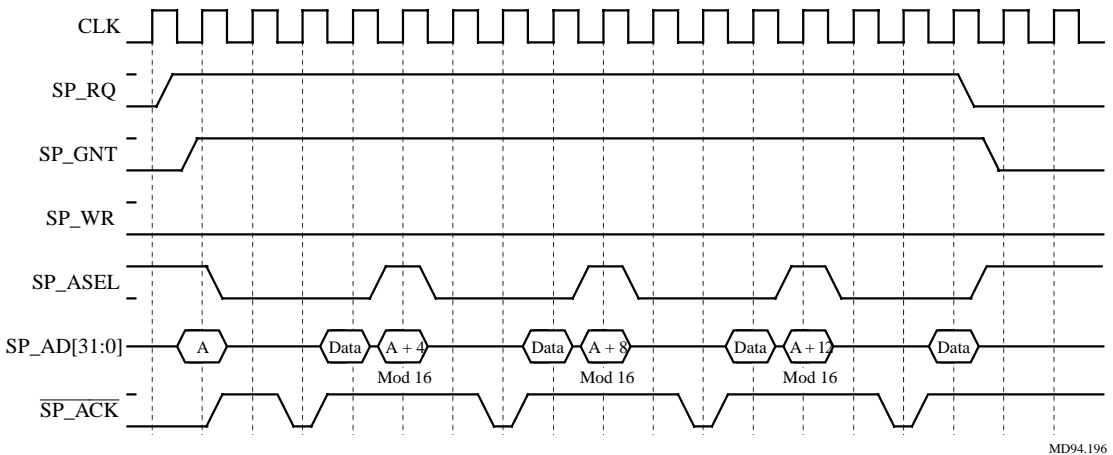 CLK
SP_RQ
SP_GNT
SP_WR
SP_ASEL
SP_AD[31:0] A Data A + 4 Data A + 8 Data A + 12 Data
Mod 16 Mod 16 Mod 16
SP_ACK
MD94.196